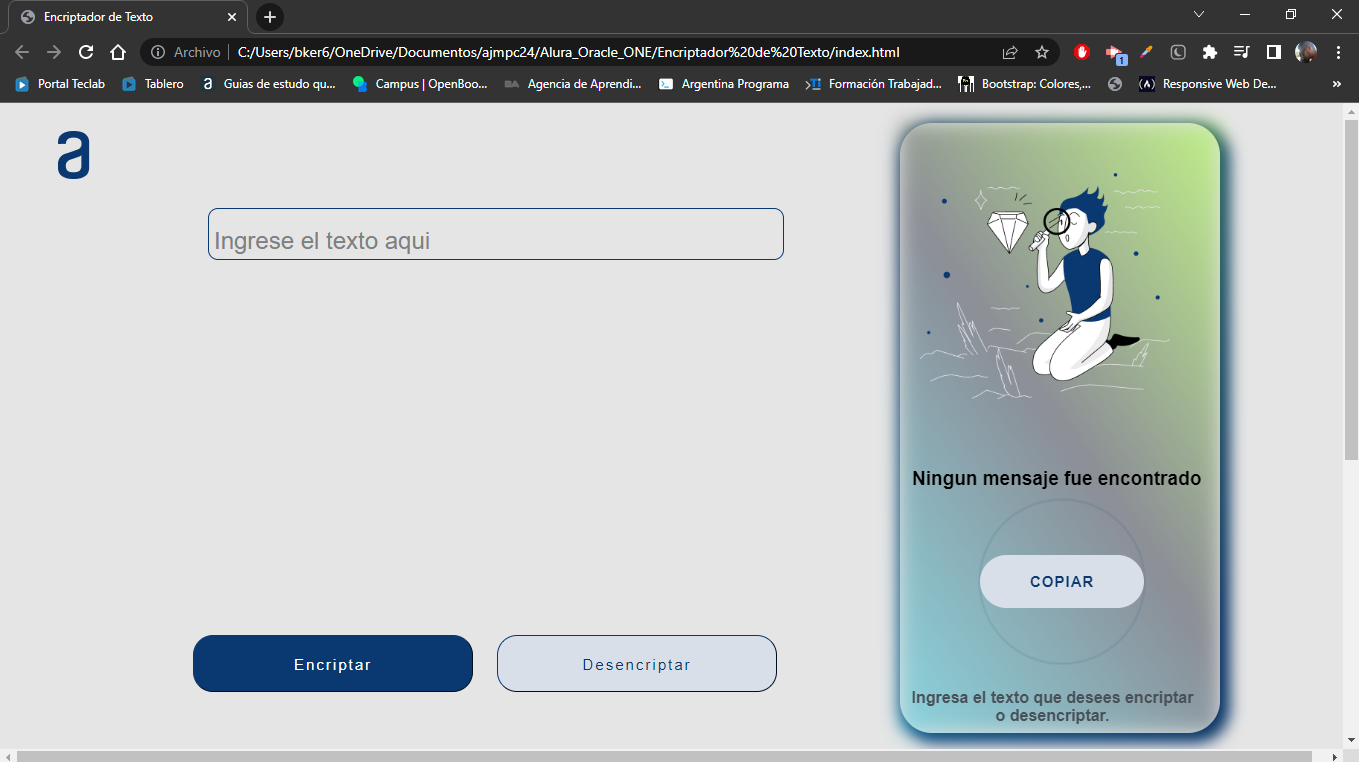 Encriptador de Texto
Archivo C:/Users/bker6/OneDrive/Documentos/ajmpc24/Alura_Oracle_ONE/Encriptador%20de%20Texto/index.html
1
Portal Teclab Tablero a Guias de estudo qu... Campus | OpenBoo... Agencia de Aprendi... Argentina Programa Formación Trabajad... Bootstrap: Colores,... Responsive Web De... »
a
Ingrese el texto aqui
Encriptar Desencriptar
Ningun mensaje fue encontrado
COPIAR
Ingresa el texto que desees encriptar
o desencriptar.